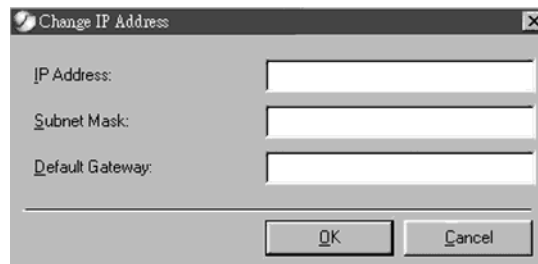 Change IP Address
IP Address:
Subnet Mask:
Default Gateway:
OK
Cancel